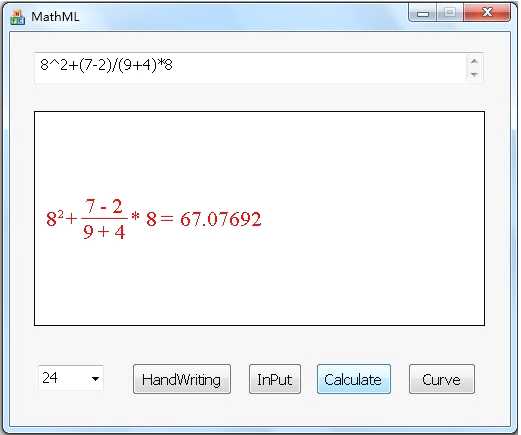 MathML
8^2+(7-2)/(9+4)*8
8²+(7 - 2)/(9 + 4)* 8 = 67.07692
24
HandWriting
InPut
Calculate
Curve